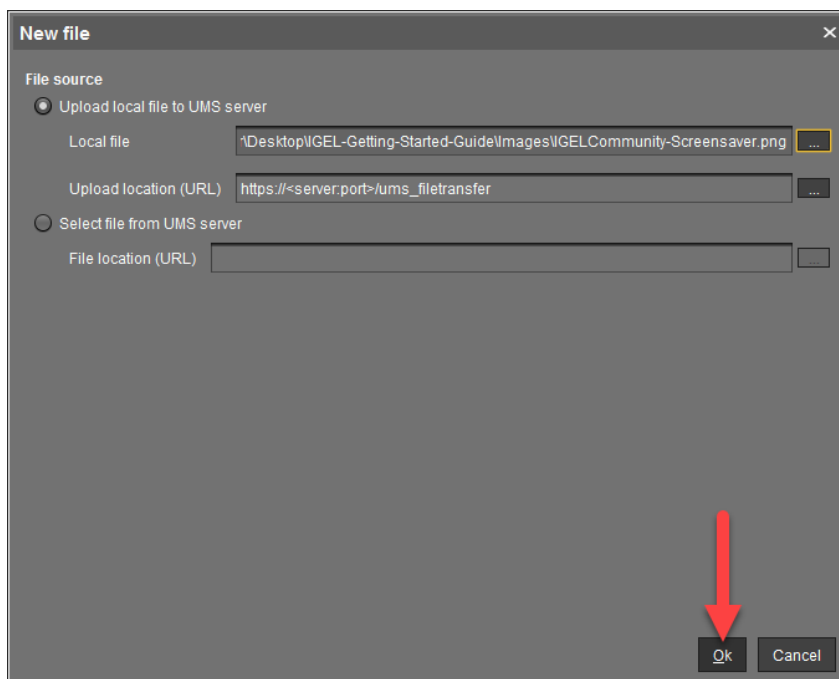 New file ×
File source
Upload local file to UMS server
Local file \Desktop\IGEL-Getting-Started-Guide\Images\IGELCommunity-Screensaver.png ...
Upload location (URL) https://<server:port>/ums_filetransfer ...
Select file from UMS server
File location (URL) ...
Ok Cancel